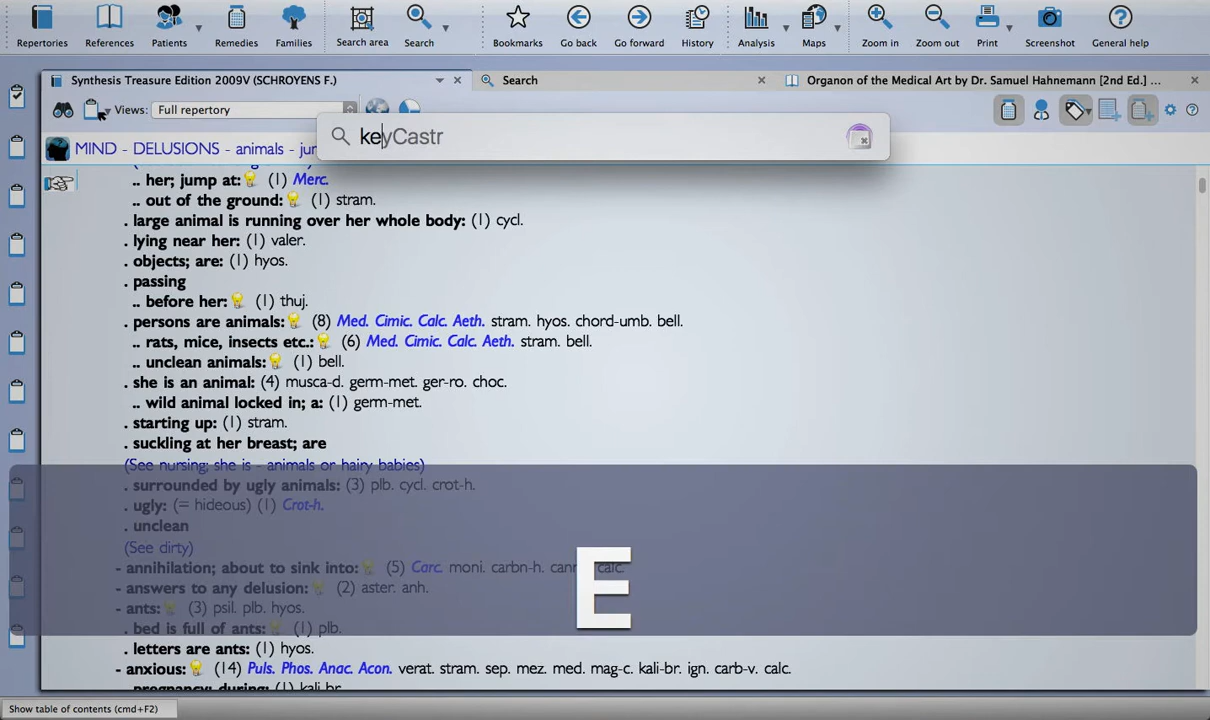 Repertories References Patients Remedies Families Search area Search Bookmarks Go back Go forward History Analysis Maps Zoom in Zoom out Print Screenshot General help
Synthesis Treasure Edition 2009V (SCHROYENS F.) Search Organon of the Medical Art by Dr. Samuel Hahnemann [2nd Ed.] ...
Views: Full repertory
keyCastr
MIND - DELUSIONS - animals - jun
.. her; jump at: (1) Merc.
.. out of the ground: (1) stram.
. large animal is running over her whole body: (1) cycl.
. lying near her: (1) valer.
. objects; are: (1) hyos.
. passing
.. before her: (1) thuj.
. persons are animals: (8) Med. Cimic. Calc. Aeth. stram. hyos. chord-umb. bell.
.. rats, mice, insects etc.: (6) Med. Cimic. Calc. Aeth. stram. bell.
.. unclean animals: (1) bell.
. she is an animal: (4) musca-d. germ-met. ger-ro. choc.
.. wild animal locked in; a: (1) germ-met.
. starting up: (1) stram.
. suckling at her breast; are
(See nursing; she is - animals or hairy babies)
. surrounded by ugly animals: (3) plb. cycl. crot-h.
. ugly: (= hideous) (1) Crot-h.
. unclean
(See dirty)
- annihilation; about to sink into: (5) Carc. moni. carbn-h. calc.
- answers to any delusion: (2) aster. anh.
- ants: (3) psil. plb. hyos.
. bed is full of ants: (1) plb.
E
. letters are ants: (1) hyos.
- anxious: (14) Puls. Phos. Anac. Acon. verat. stram. sep. mez. med. mag-c. kali-br. ign. carb-v. calc.
. pregnancy; during: (1) kali-br.
Show table of contents (cmd+F2)